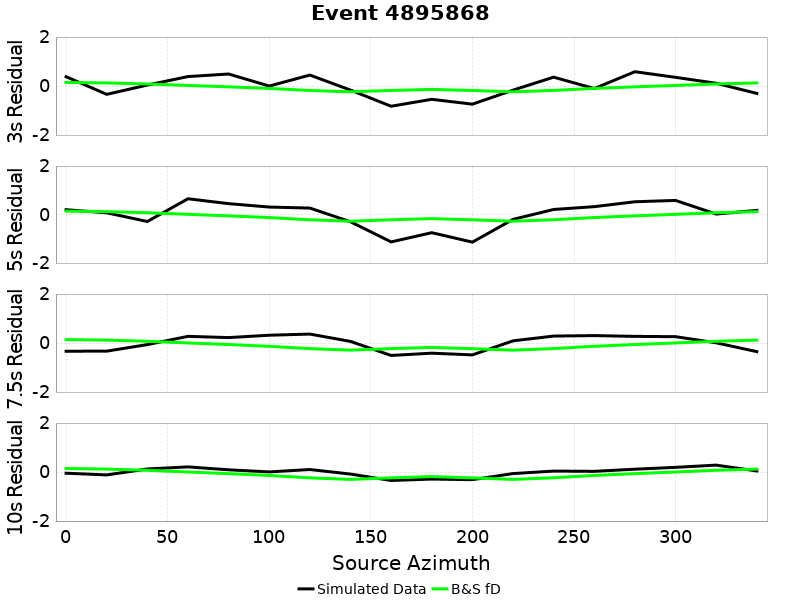 Event 4895868
3s Residual
2
0
-2
5s Residual
2
0
-2
7.5s Residual
2
0
-2
10s Residual
2
0
-2
0 50 100 150 200 250 300
Source Azimuth
Simulated Data B&S fD